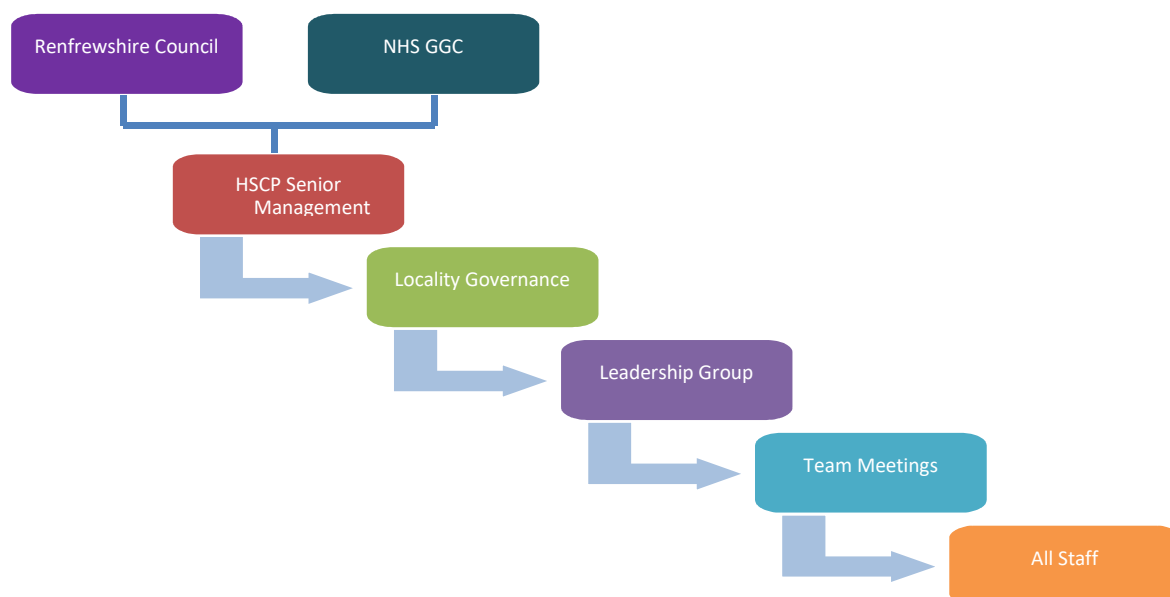 Renfrewshire Council
NHS GGC
HSCP Senior
Management
Locality Governance
Leadership Group
Team Meetings
All Staff